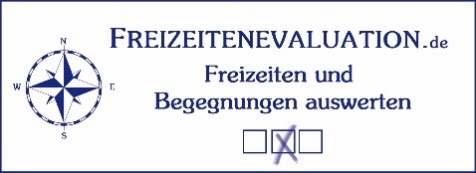 FREIZEITENEVALUATION.de
Freizeiten und
Begegnungen auswerten
N
W
E
S